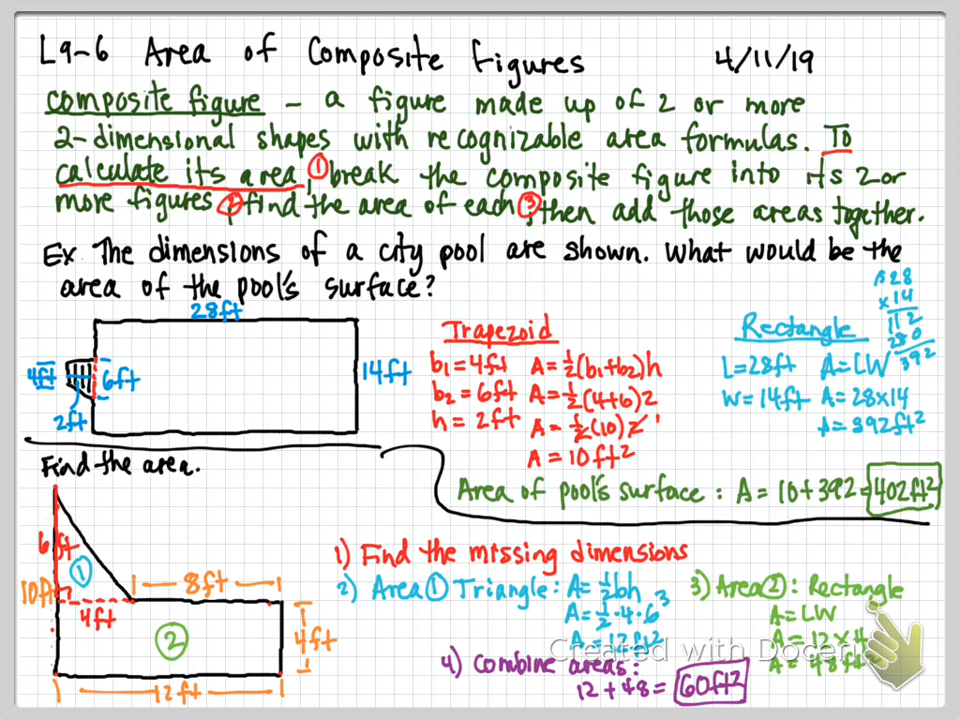 L9-6 Area of Composite Figures 4/11/19
composite figure - a figure made up of 2 or more
2-dimensional shapes with recognizable area formulas. To
calculate its area, ① break the composite figure into its 2 or
more figures, ② find the area of each, ③ then add those areas together.
Ex. The dimensions of a city pool are shown. What would be the
area of the pool's surface?
28ft
4ft
6ft
14ft
2ft
Trapezoid
b1 = 4ft A = 1/2(b1+b2)h
b2 = 6ft A = 1/2(4+6)2
h = 2ft A = 1/2(10)2 1
A = 10ft²
Rectangle
L = 28ft A = LW
W = 14ft A = 28x14
A = 392ft²
28
x 14
112
280
392
Area of pool's surface: A = 10+392 = 402ft²
Find the area.
6ft
①
10ft
8ft
4ft
②
4ft
12ft
1) Find the missing dimensions
2) Area ① Triangle: A = 1/2bh
A = 1/2·4·6 3
A = 12ft²
3) Area ②: Rectangle
A = LW
A = 12x4
A = 48ft²
4) Combine areas:
12+48 = 60ft²
Created with